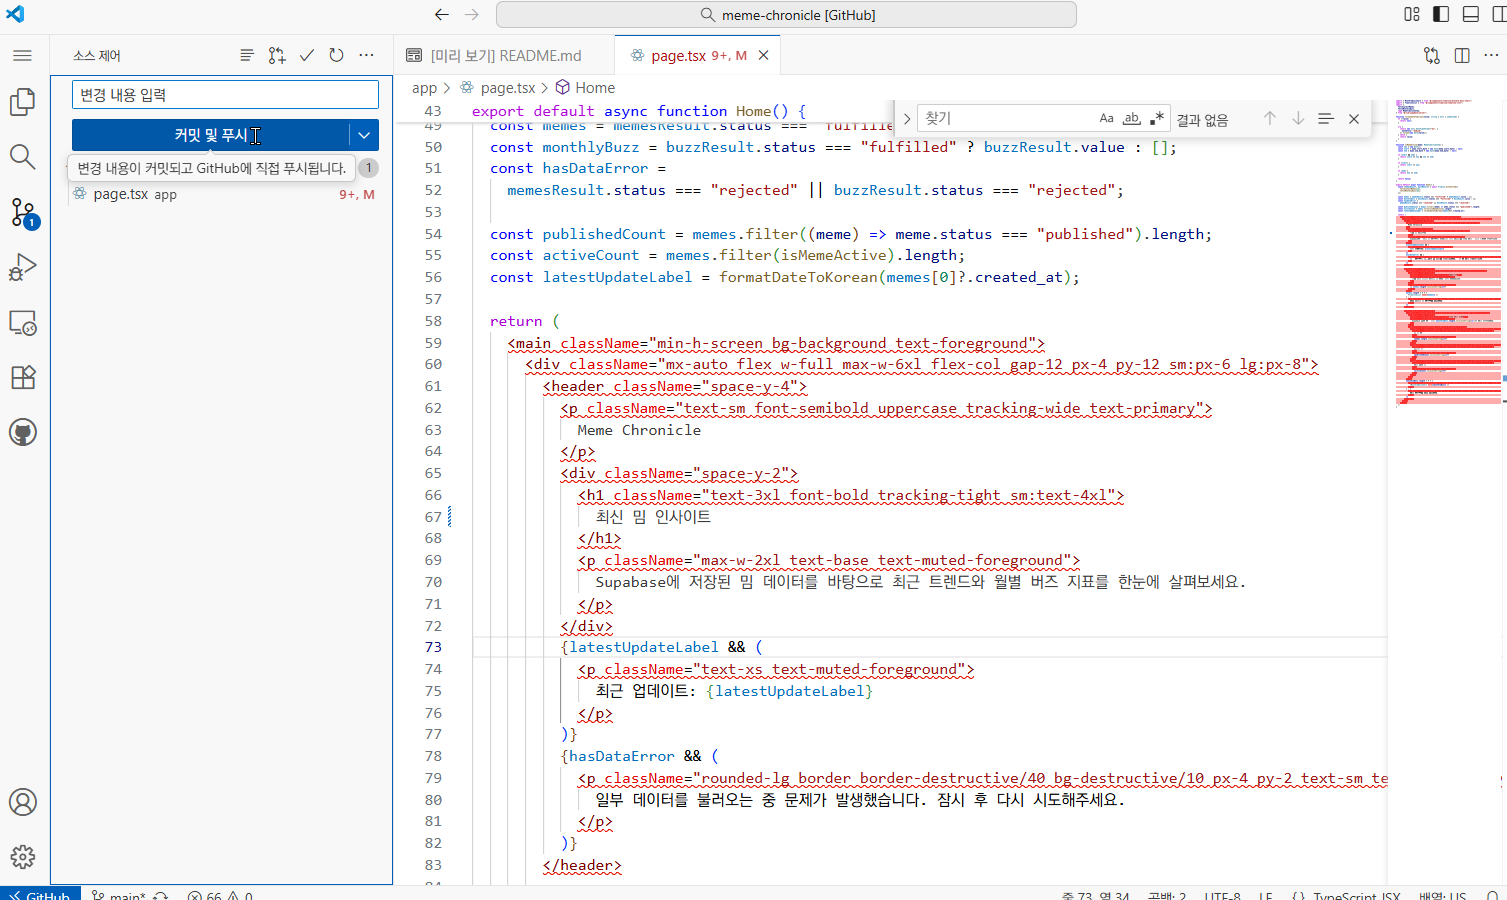 meme-chronicle [GitHub]
소스 제어
[미리 보기] README.md
page.tsx 9+, M
변경 내용 입력
커밋 및 푸시
변경 내용이 커밋되고 GitHub에 직접 푸시됩니다.
1
page.tsx app
9+, M
1
app > page.tsx > Home
찾기
Aa ab .*
결과 없음
43 export default async function Home() {
49 const memes = memesResult.status === "fulfille
50 const monthlyBuzz = buzzResult.status === "fulfilled" ? buzzResult.value : [];
51 const hasDataError =
52 memesResult.status === "rejected" || buzzResult.status === "rejected";
53
54 const publishedCount = memes.filter((meme) => meme.status === "published").length;
55 const activeCount = memes.filter(isMemeActive).length;
56 const latestUpdateLabel = formatDateToKorean(memes[0]?.created_at);
57
58 return (
59 <main className="min-h-screen bg-background text-foreground">
60 <div className="mx-auto flex w-full max-w-6xl flex-col gap-12 px-4 py-12 sm:px-6 lg:px-8">
61 <header className="space-y-4">
62 <p className="text-sm font-semibold uppercase tracking-wide text-primary">
63 Meme Chronicle
64 </p>
65 <div className="space-y-2">
66 <h1 className="text-3xl font-bold tracking-tight sm:text-4xl">
67 최신 밈 인사이트
68 </h1>
69 <p className="max-w-2xl text-base text-muted-foreground">
70 Supabase에 저장된 밈 데이터를 바탕으로 최근 트렌드와 월별 버즈 지표를 한눈에 살펴보세요.
71 </p>
72 </div>
73 {latestUpdateLabel && (
74 <p className="text-xs text-muted-foreground">
75 최근 업데이트: {latestUpdateLabel}
76 </p>
77 )}
78 {hasDataError && (
79 <p className="rounded-lg border border-destructive/40 bg-destructive/10 px-4 py-2 text-sm te
80 일부 데이터를 불러오는 중 문제가 발생했습니다. 잠시 후 다시 시도해주세요.
81 </p>
82 )}
83 </header>
GitHub main* 66 0
줄 73, 열 34 공백: 2 UTF-8 LF {} TypeScript JSX 배열: US